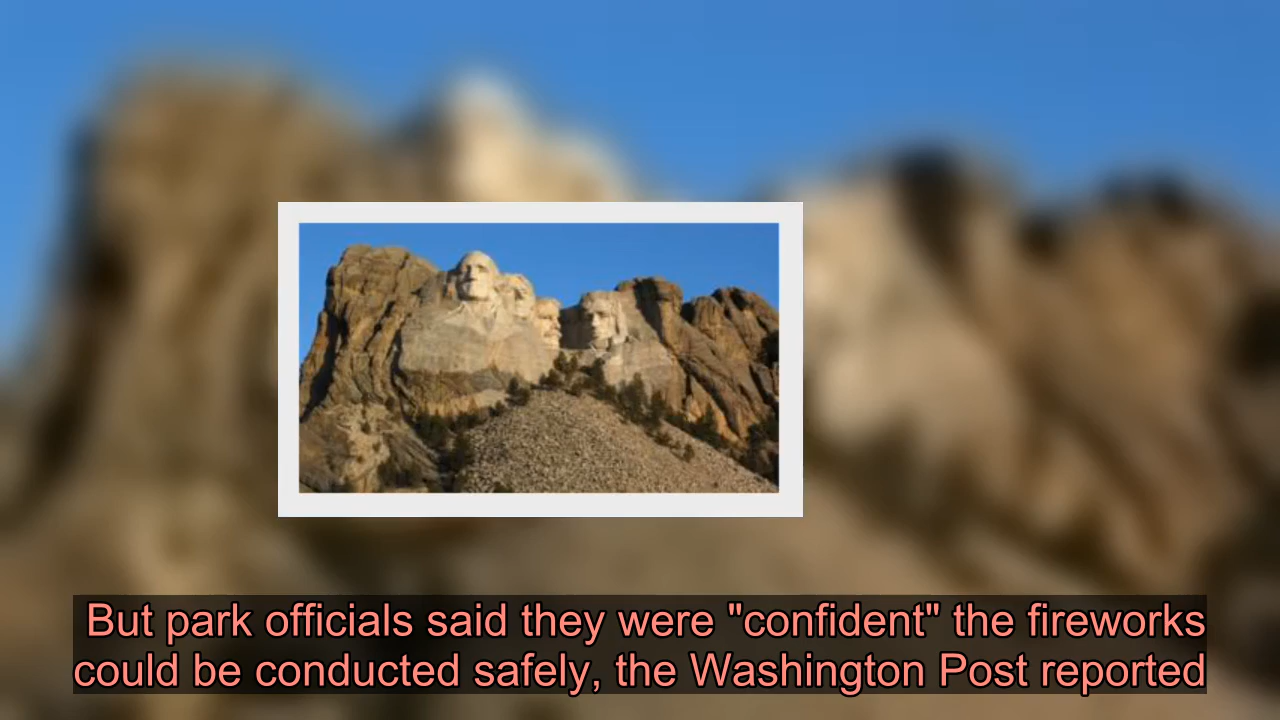 But park officials said they were "confident" the fireworks
could be conducted safely, the Washington Post reported